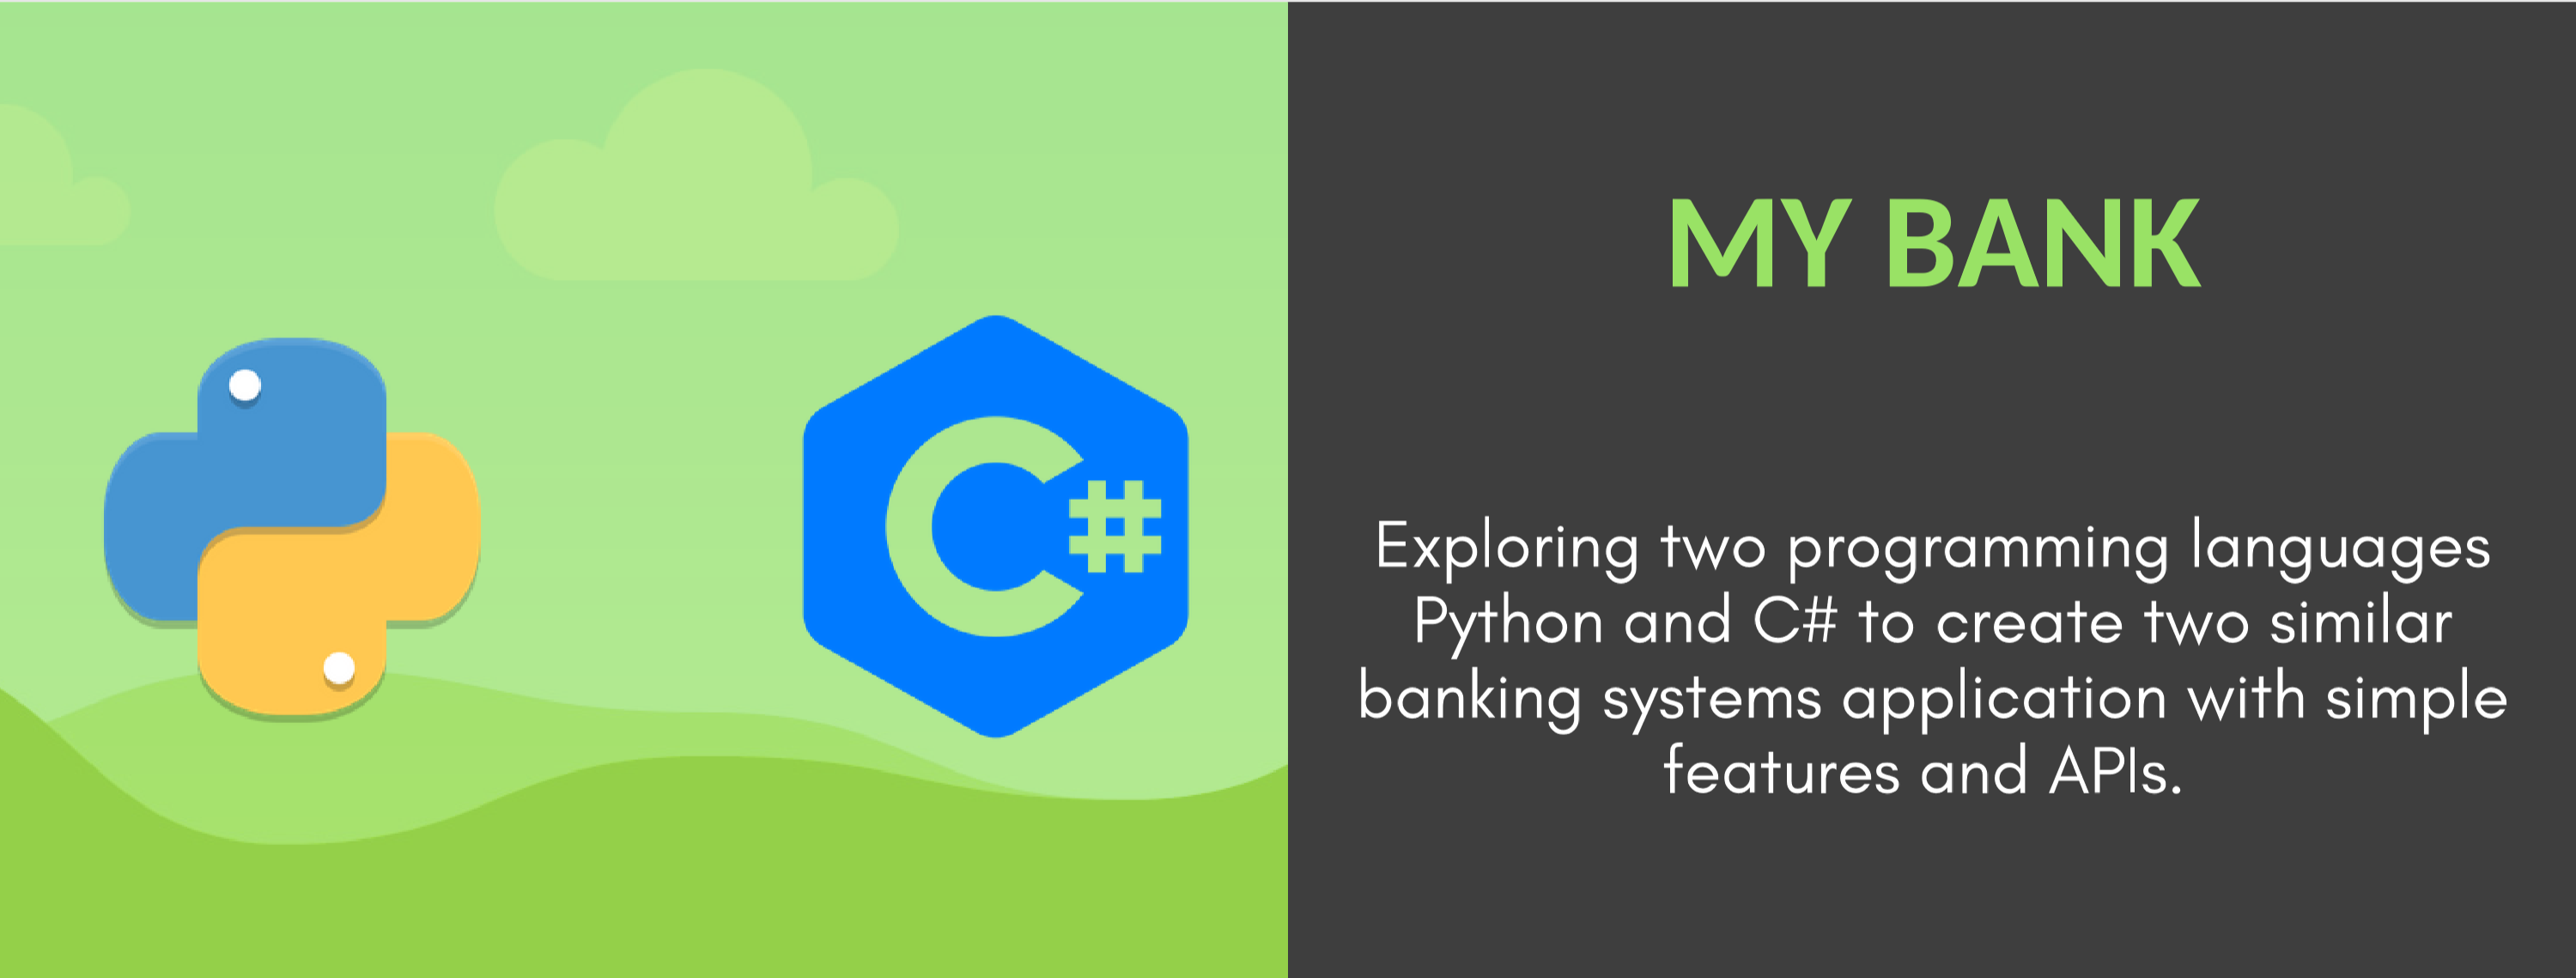 C#
MY BANK
Exploring two programming languages
Python and C# to create two similar
banking systems application with simple
features and APIs.